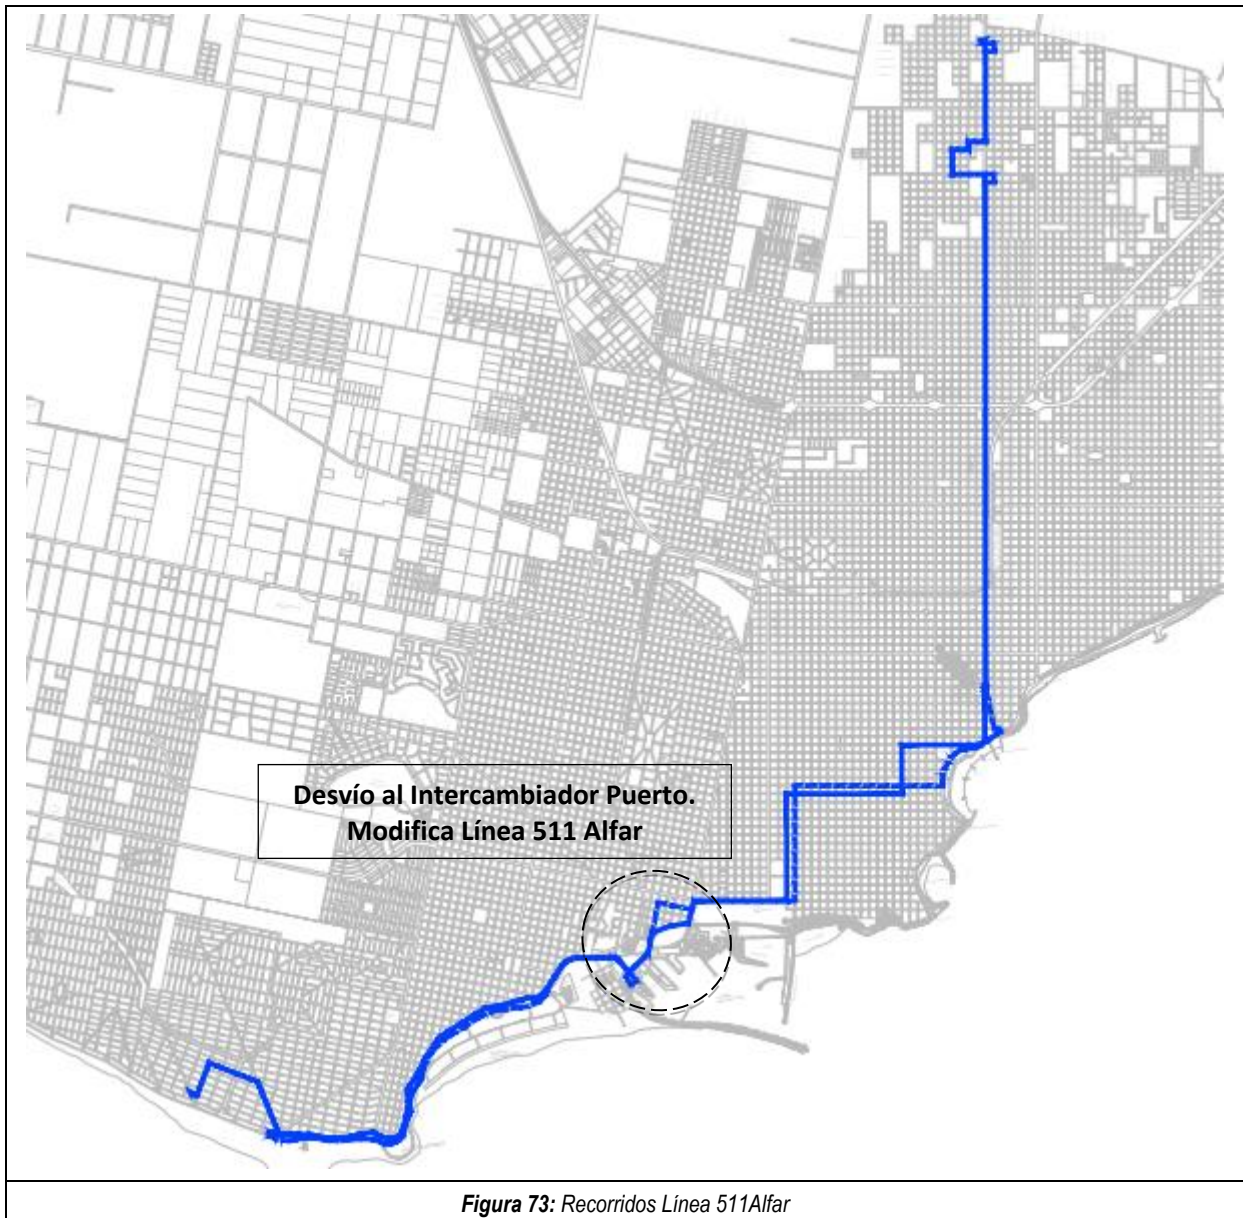 Desvío al Intercambiador Puerto.
Modifica Línea 511 Alfar
Figura 73: Recorridos Línea 511Alfar